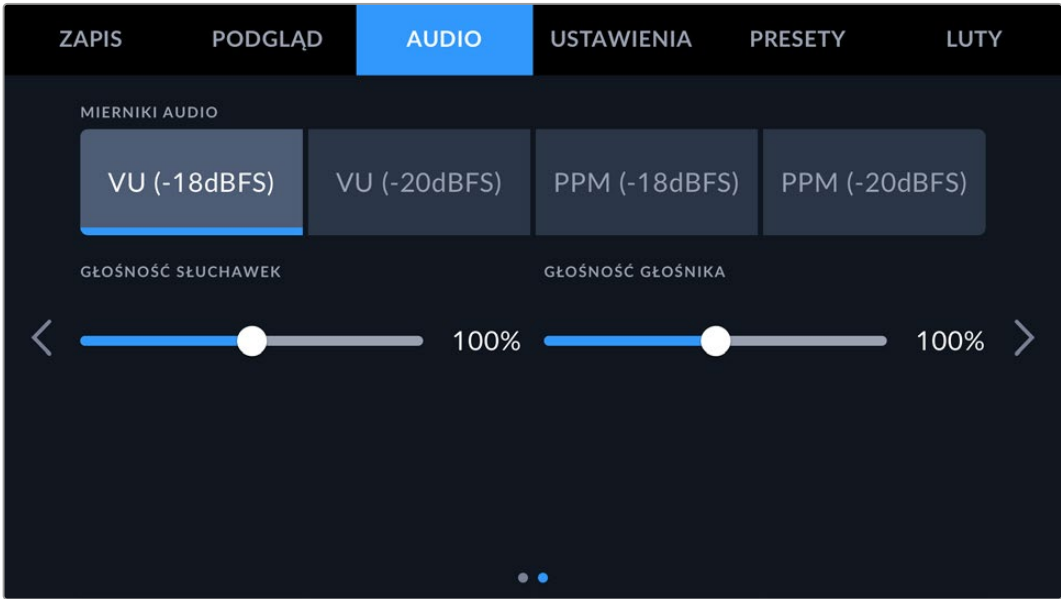 ZAPIS PODGLĄD AUDIO USTAWIENIA PRESETY LUTY
MIERNIKI AUDIO
VU (-18dBFS) VU (-20dBFS) PPM (-18dBFS) PPM (-20dBFS)
GŁOŚNOŚĆ SŁUCHAWEK GŁOŚNOŚĆ GŁOŚNIKA
100% 100%